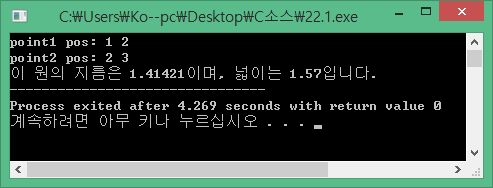 C:\Users\Ko--pc\Desktop\C소스\22.1.exe
point1 pos: 1 2
point2 pos: 2 3
이 원의 지름은 1.41421이며, 넓이는 1.57입니다.
--------------------------------
Process exited after 4.269 seconds with return value 0
계속하려면 아무 키나 누르십시오 . . .